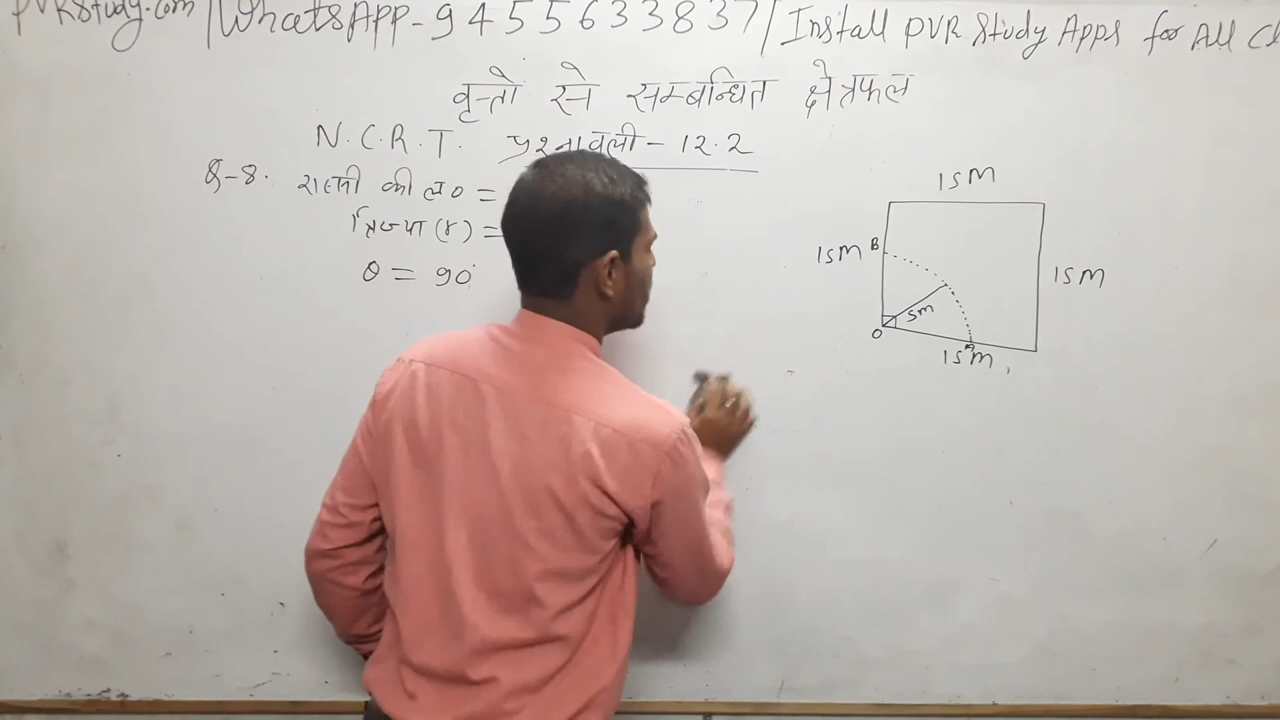 PVRStudy.com | WhatsApp - 9455633837 | Install PVR Study Apps for All
वृत्तों से सम्बन्धित क्षेत्रफल
N.C.R.T. प्रश्नावली - 12.2
Q-8. रस्सी की ल० =
त्रिज्या (r) =
θ = 90
15M
15M B
15M
5m
O
A
15M